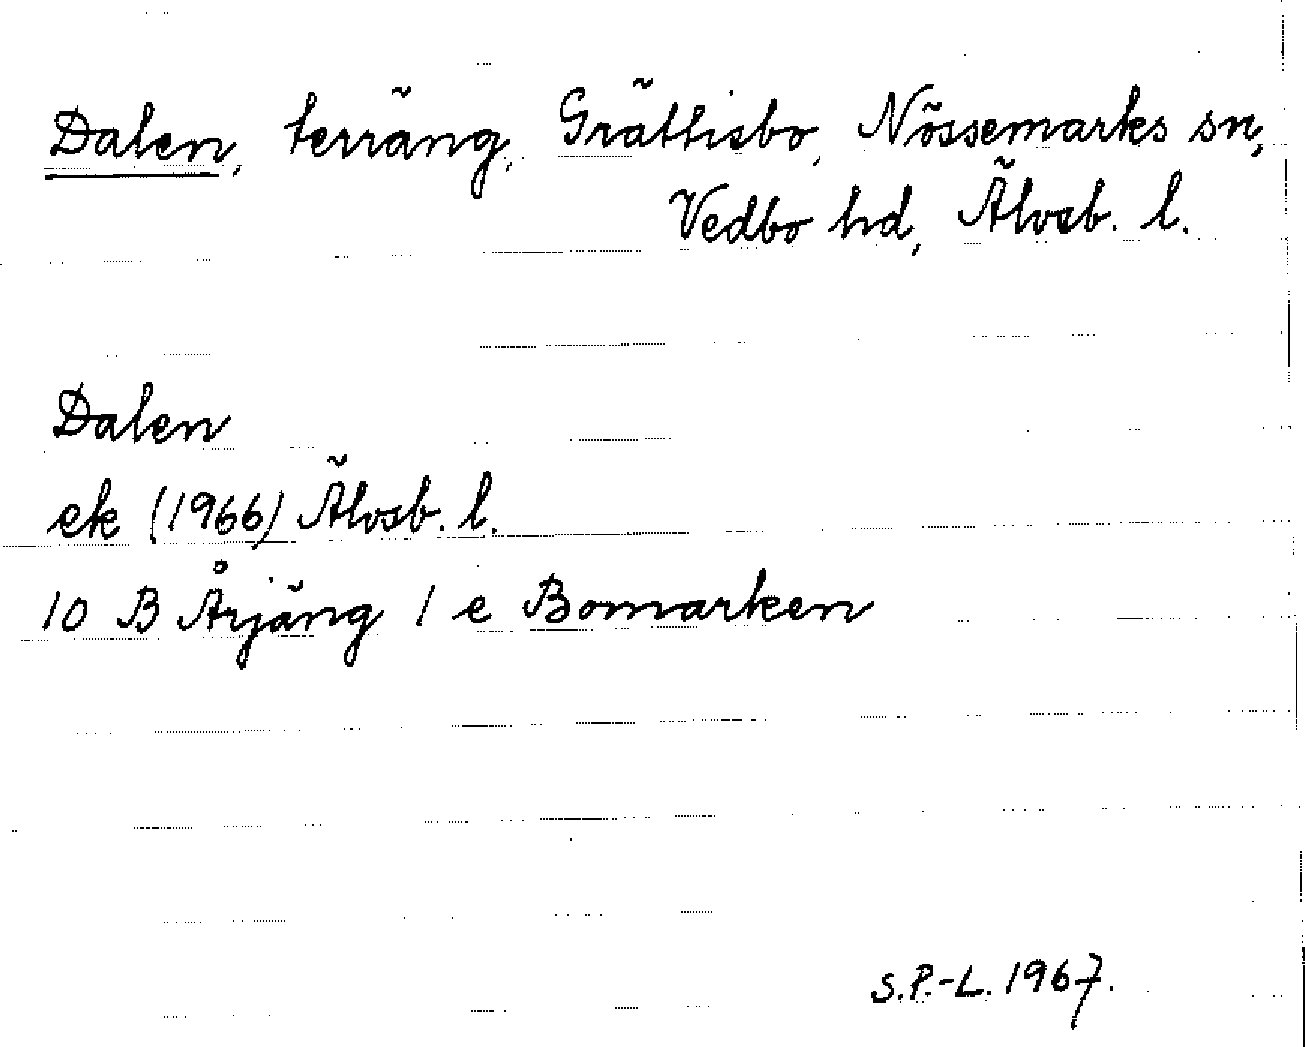 Dalen, terräng, Grättisbo, Nössemarks sn,
Vedbo hd, Älvsb. l.
Dalen
ek (1966) Älvsb. l.
10 B Årjäng 1 e Bomarken
S.P.-L. 1967.